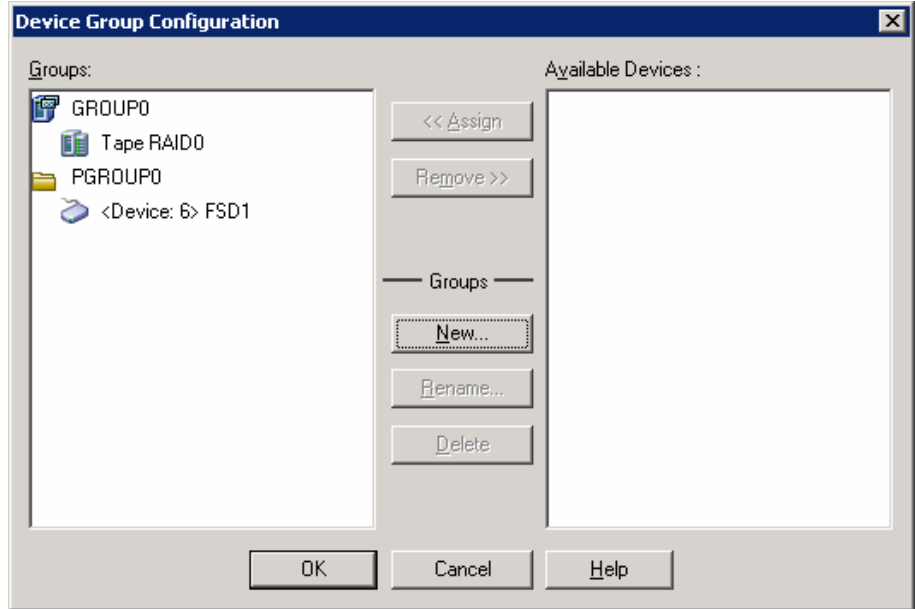 Device Group Configuration
Groups:
Available Devices :
GROUP0
Tape RAID0
PGROUP0
<Device: 6> FSD1
<< Assign
Remove >>
Groups
New...
Rename...
Delete
OK
Cancel
Help